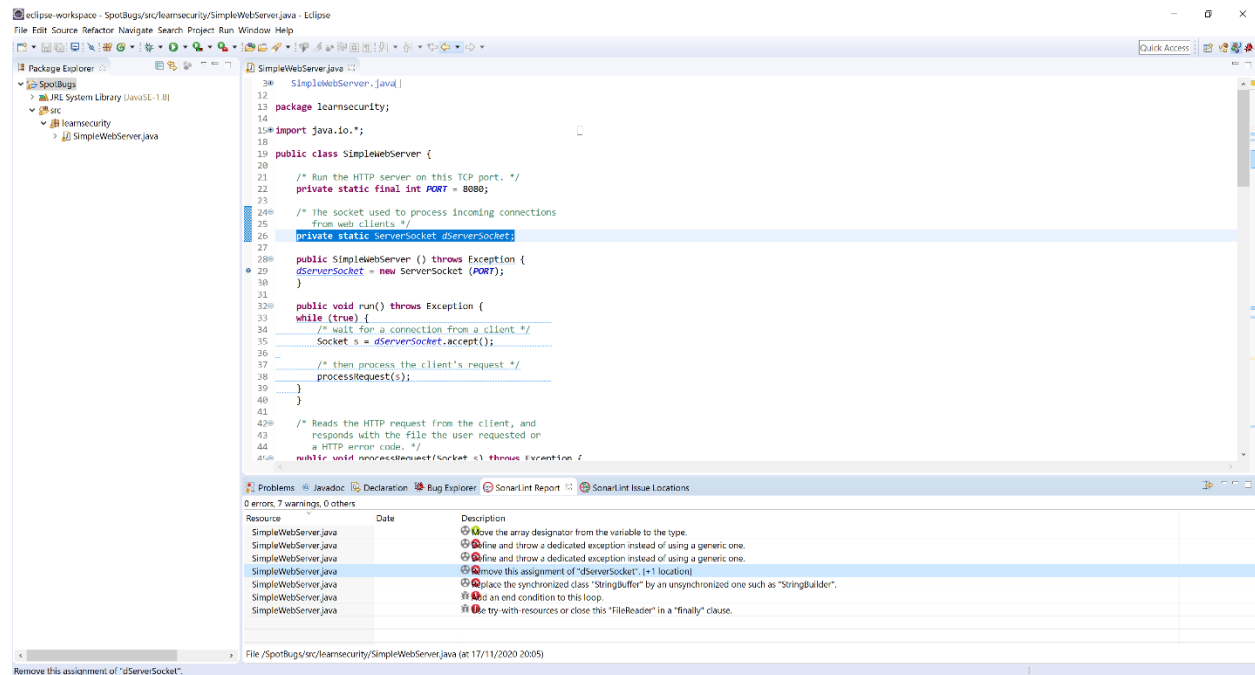 eclipse-workspace - SpotBugs/src/learnsecurity/SimpleWebServer.java - Eclipse
File Edit Source Refactor Navigate Search Project Run Window Help
Quick Access
Package Explorer
SpotBugs
JRE System Library [JavaSE-1.8]
src
learnsecurity
SimpleWebServer.java
SimpleWebServer.java
3 SimpleWebServer.java
12
13 package learnsecurity;
14
15 import java.io.*;
18
19 public class SimpleWebServer {
20
21 /* Run the HTTP server on this TCP port. */
22 private static final int PORT = 8080;
23
24 /* The socket used to process incoming connections
25 from web clients */
26 private static ServerSocket dServerSocket;
27
28 public SimpleWebServer () throws Exception {
29 dServerSocket = new ServerSocket (PORT);
30 }
31
32 public void run() throws Exception {
33 while (true) {
34 /* wait for a connection from a client */
35 Socket s = dServerSocket.accept();
36
37 /* then process the client's request */
38 processRequest(s);
39 }
40 }
41
42 /* Reads the HTTP request from the client, and
43 responds with the file the user requested or
44 a HTTP error code. */
45 public void processRequest(Socket s) throws Exception {
Problems Javadoc Declaration Bug Explorer SonarLint Report SonarLint Issue Locations
0 errors, 7 warnings, 0 others
Resource Date Description
SimpleWebServer.java Move the array designator from the variable to the type.
SimpleWebServer.java Define and throw a dedicated exception instead of using a generic one.
SimpleWebServer.java Define and throw a dedicated exception instead of using a generic one.
SimpleWebServer.java Remove this assignment of "dServerSocket". [+1 location]
SimpleWebServer.java Replace the synchronized class "StringBuffer" by an unsynchronized one such as "StringBuilder".
SimpleWebServer.java Add an end condition to this loop.
SimpleWebServer.java Use try-with-resources or close this "FileReader" in a "finally" clause.
File /SpotBugs/src/learnsecurity/SimpleWebServer.java (at 17/11/2020 20:05)
Remove this assignment of "dServerSocket".